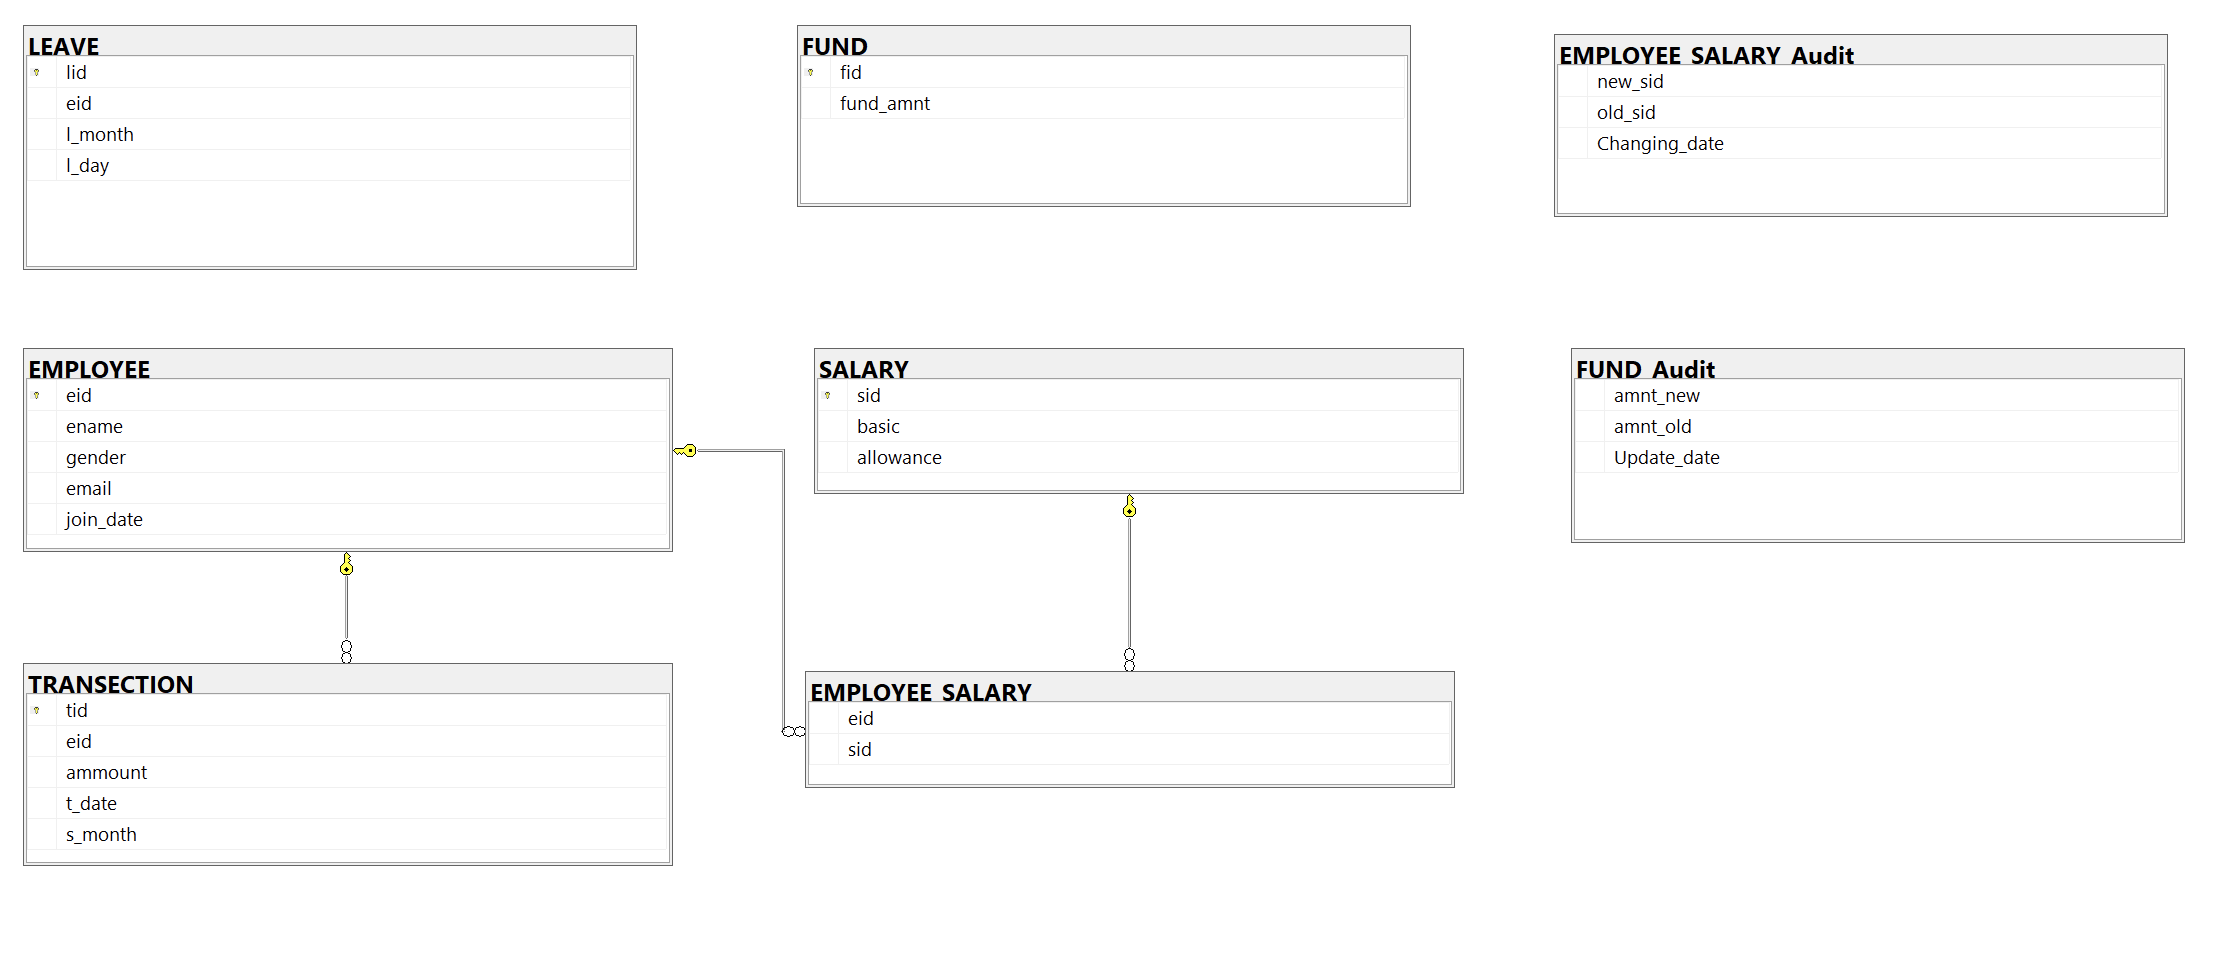 LEAVE
lid
eid
l_month
l_day
FUND
fid
fund_amnt
EMPLOYEE_SALARY_Audit
new_sid
old_sid
Changing_date
EMPLOYEE
eid
ename
gender
email
join_date
SALARY
sid
basic
allowance
FUND_Audit
amnt_new
amnt_old
Update_date
TRANSECTION
tid
eid
ammount
t_date
s_month
EMPLOYEE_SALARY
eid
sid